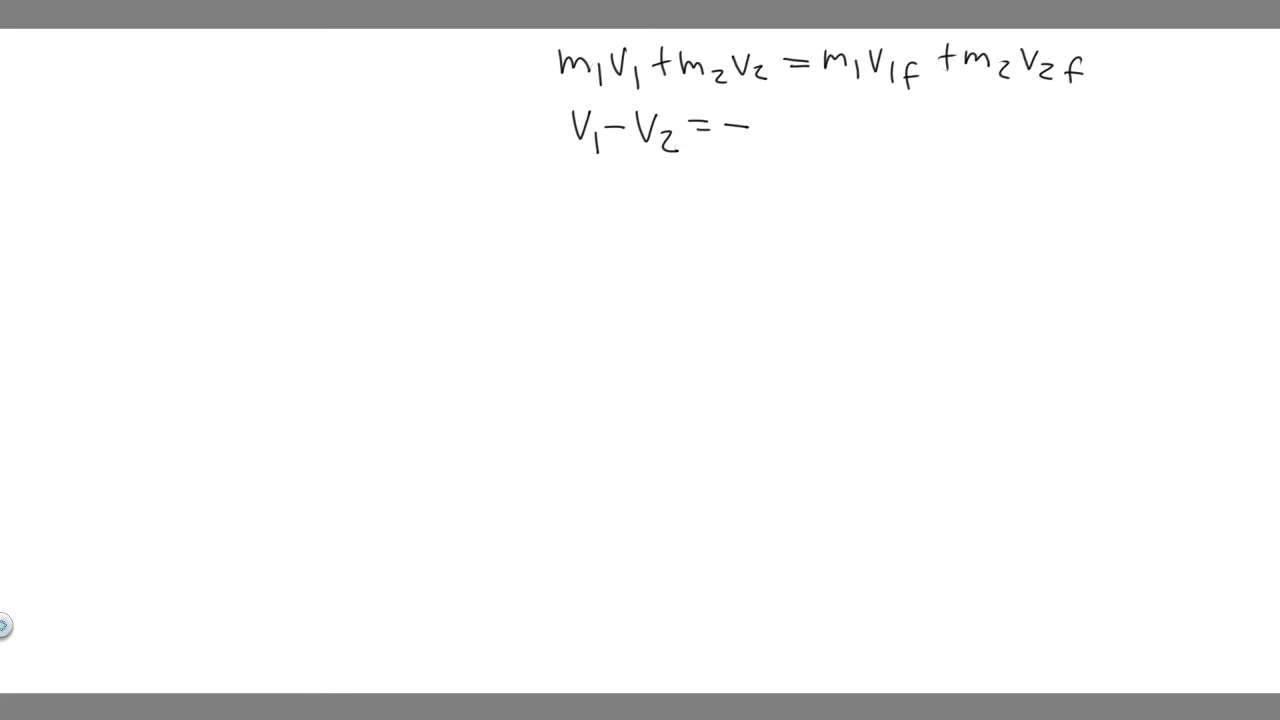 m₁v₁ + m₂v₂ = m₁v₁f + m₂v₂f
v₁ - v₂ = -